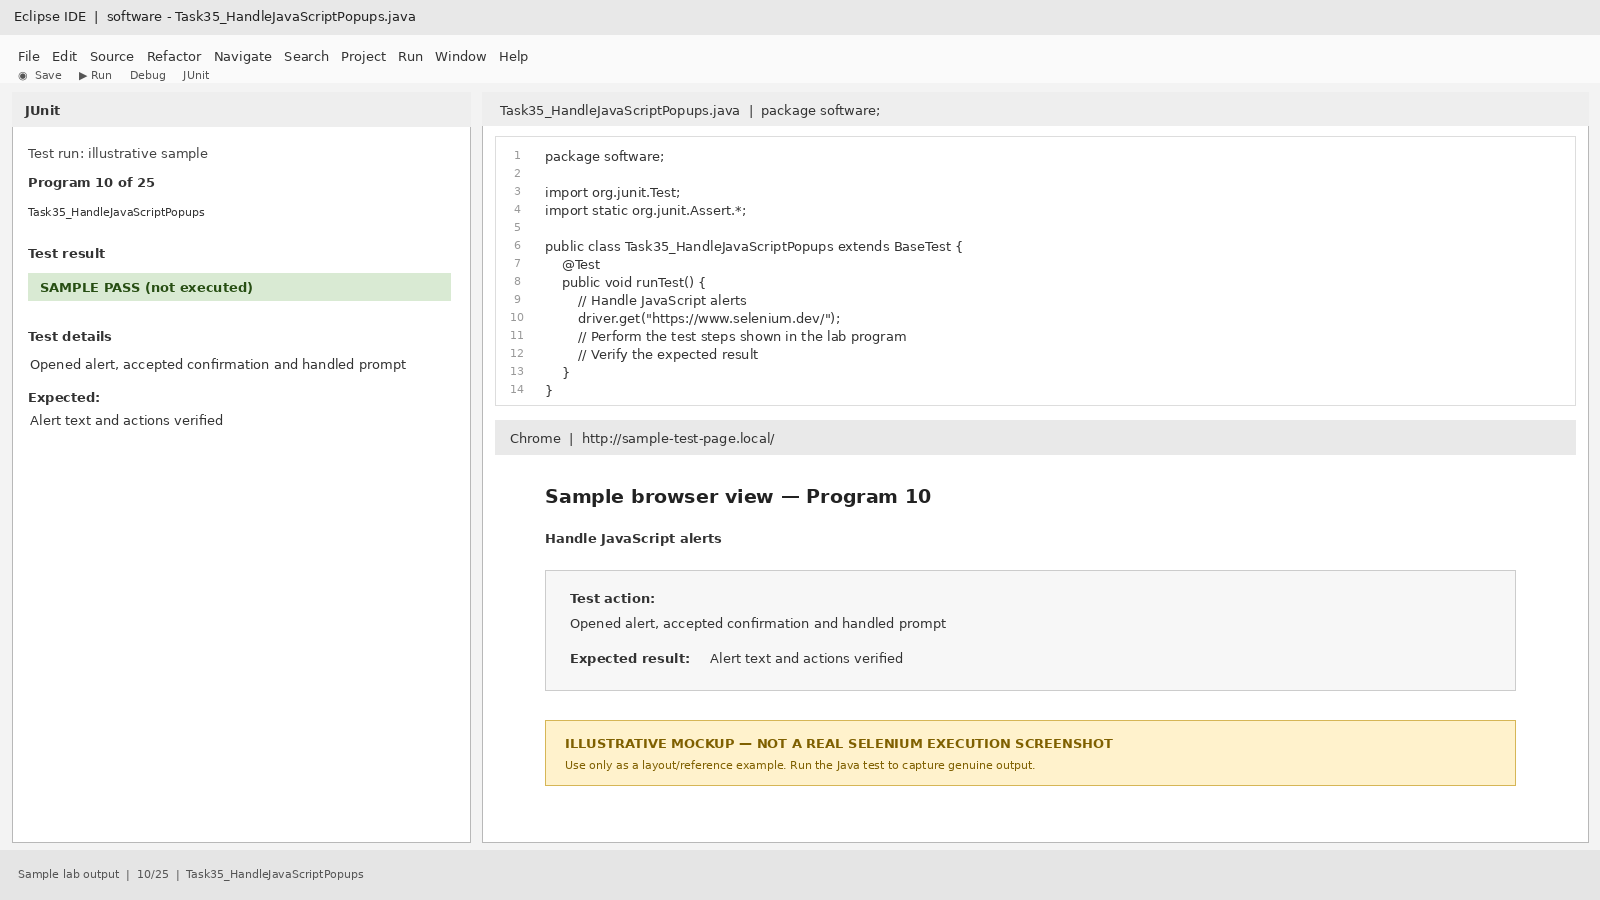 Eclipse IDE | software - Task35_HandleJavaScriptPopups.java
File Edit Source Refactor Navigate Search Project Run Window Help
◉ Save ▶ Run Debug JUnit
JUnit
Test run: illustrative sample
Program 10 of 25
Task35_HandleJavaScriptPopups
Test result
SAMPLE PASS (not executed)
Test details
Opened alert, accepted confirmation and handled prompt
Expected:
Alert text and actions verified
Task35_HandleJavaScriptPopups.java | package software;
1 package software;
2
3 import org.junit.Test;
4 import static org.junit.Assert.*;
5
6 public class Task35_HandleJavaScriptPopups extends BaseTest {
7 @Test
8 public void runTest() {
9 // Handle JavaScript alerts
10 driver.get("https://www.selenium.dev/");
11 // Perform the test steps shown in the lab program
12 // Verify the expected result
13 }
14 }
Chrome | http://sample-test-page.local/
Sample browser view — Program 10
Handle JavaScript alerts
Test action:
Opened alert, accepted confirmation and handled prompt
Expected result: Alert text and actions verified
ILLUSTRATIVE MOCKUP — NOT A REAL SELENIUM EXECUTION SCREENSHOT
Use only as a layout/reference example. Run the Java test to capture genuine output.
Sample lab output | 10/25 | Task35_HandleJavaScriptPopups